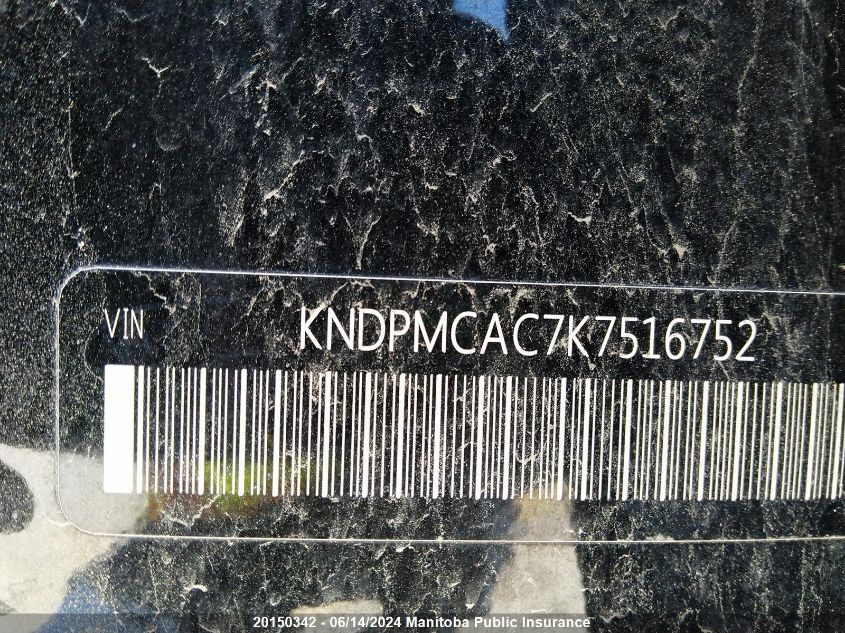 VIN KNDPMCAC7K7516752
20150342 - 06/14/2024 Manitoba Public Insurance